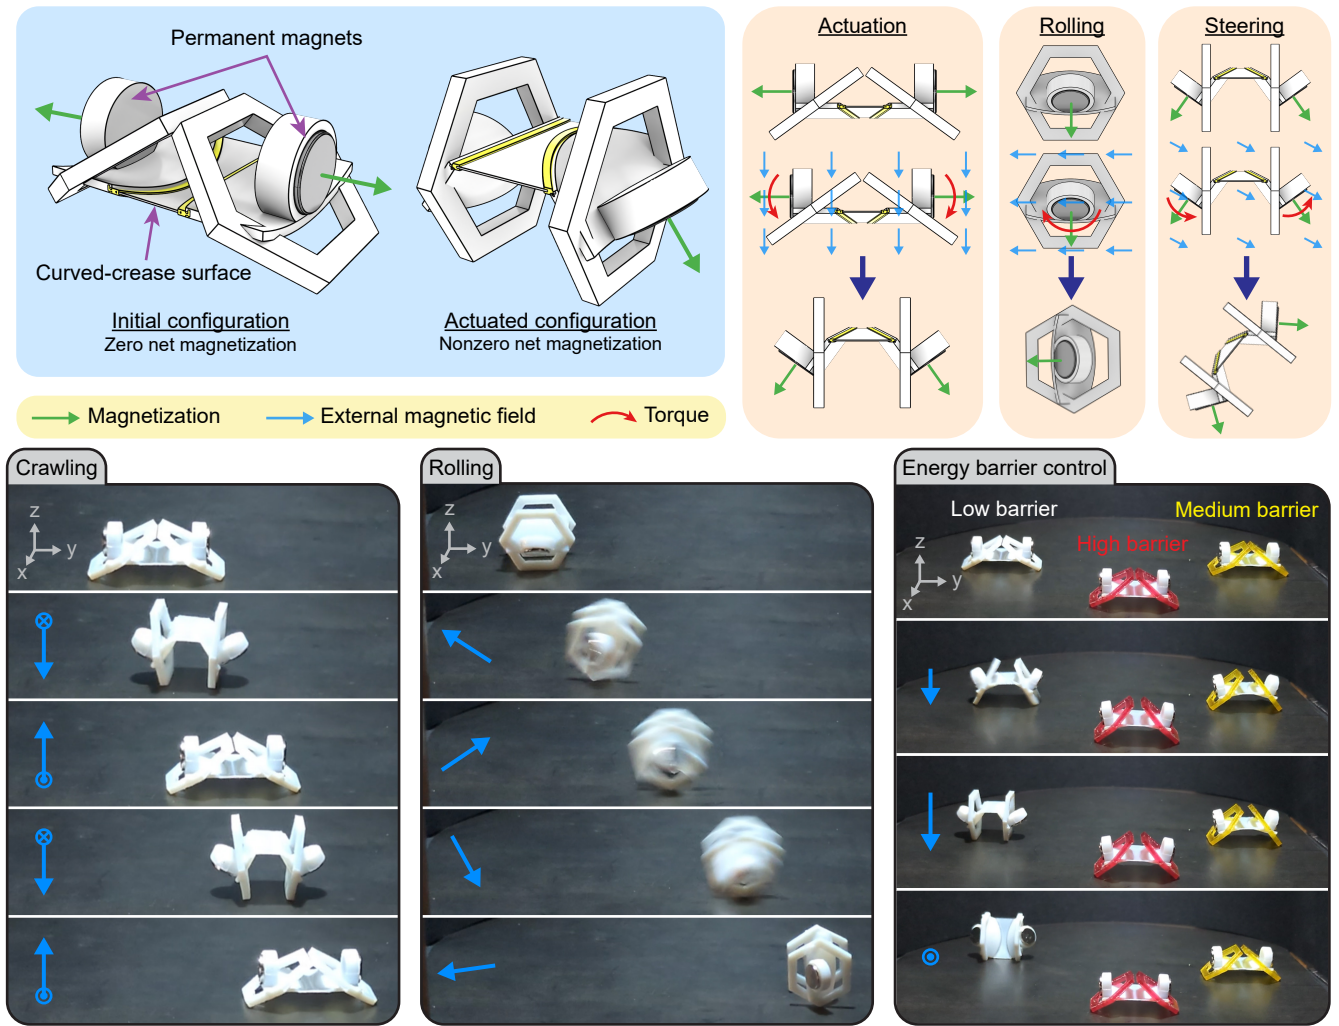 Permanent magnets
Curved-crease surface
Initial configuration
Zero net magnetization
Actuated configuration
Nonzero net magnetization
Magnetization
External magnetic field
Torque
Actuation
Rolling
Steering
Crawling
z
y
x
Rolling
z
y
x
Energy barrier control
Low barrier
Medium barrier
High barrier
z
y
x